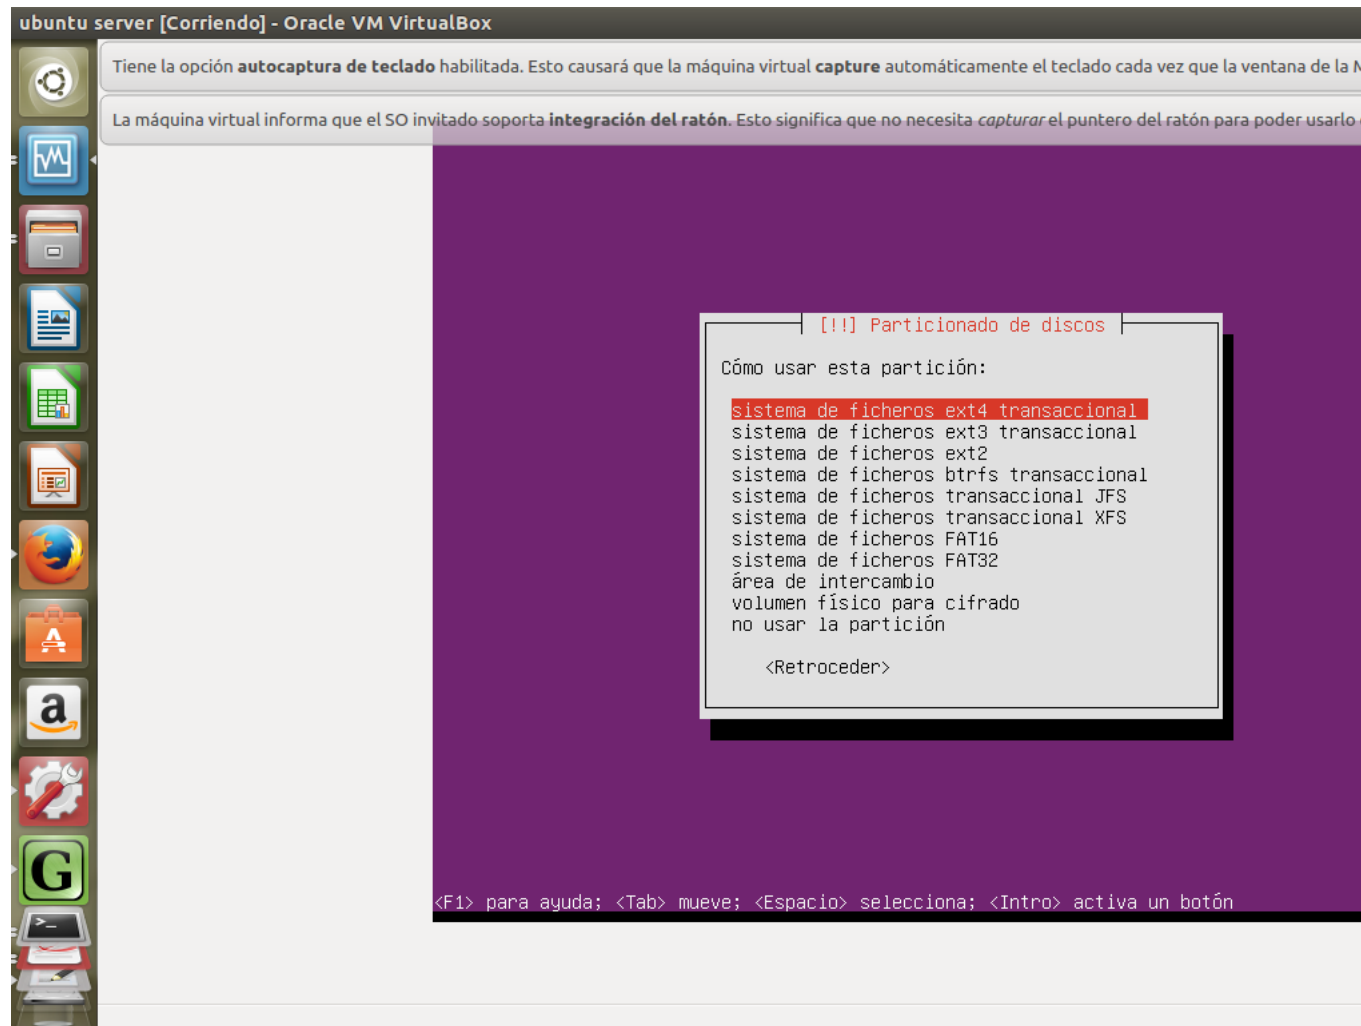 ubuntu server [Corriendo] - Oracle VM VirtualBox
Tiene la opción autocaptura de teclado habilitada. Esto causará que la máquina virtual capture automáticamente el teclado cada vez que la ventana de la
La máquina virtual informa que el SO invitado soporta integración del ratón. Esto significa que no necesita capturar el puntero del ratón para poder usarlo
[!!] Particionado de discos
Cómo usar esta partición:
sistema de ficheros ext4 transaccional
sistema de ficheros ext3 transaccional
sistema de ficheros ext2
sistema de ficheros btrfs transaccional
sistema de ficheros transaccional JFS
sistema de ficheros transaccional XFS
sistema de ficheros FAT16
sistema de ficheros FAT32
área de intercambio
volumen físico para cifrado
no usar la partición
<Retroceder>
<F1> para ayuda; <Tab> mueve; <Espacio> selecciona; <Intro> activa un botón